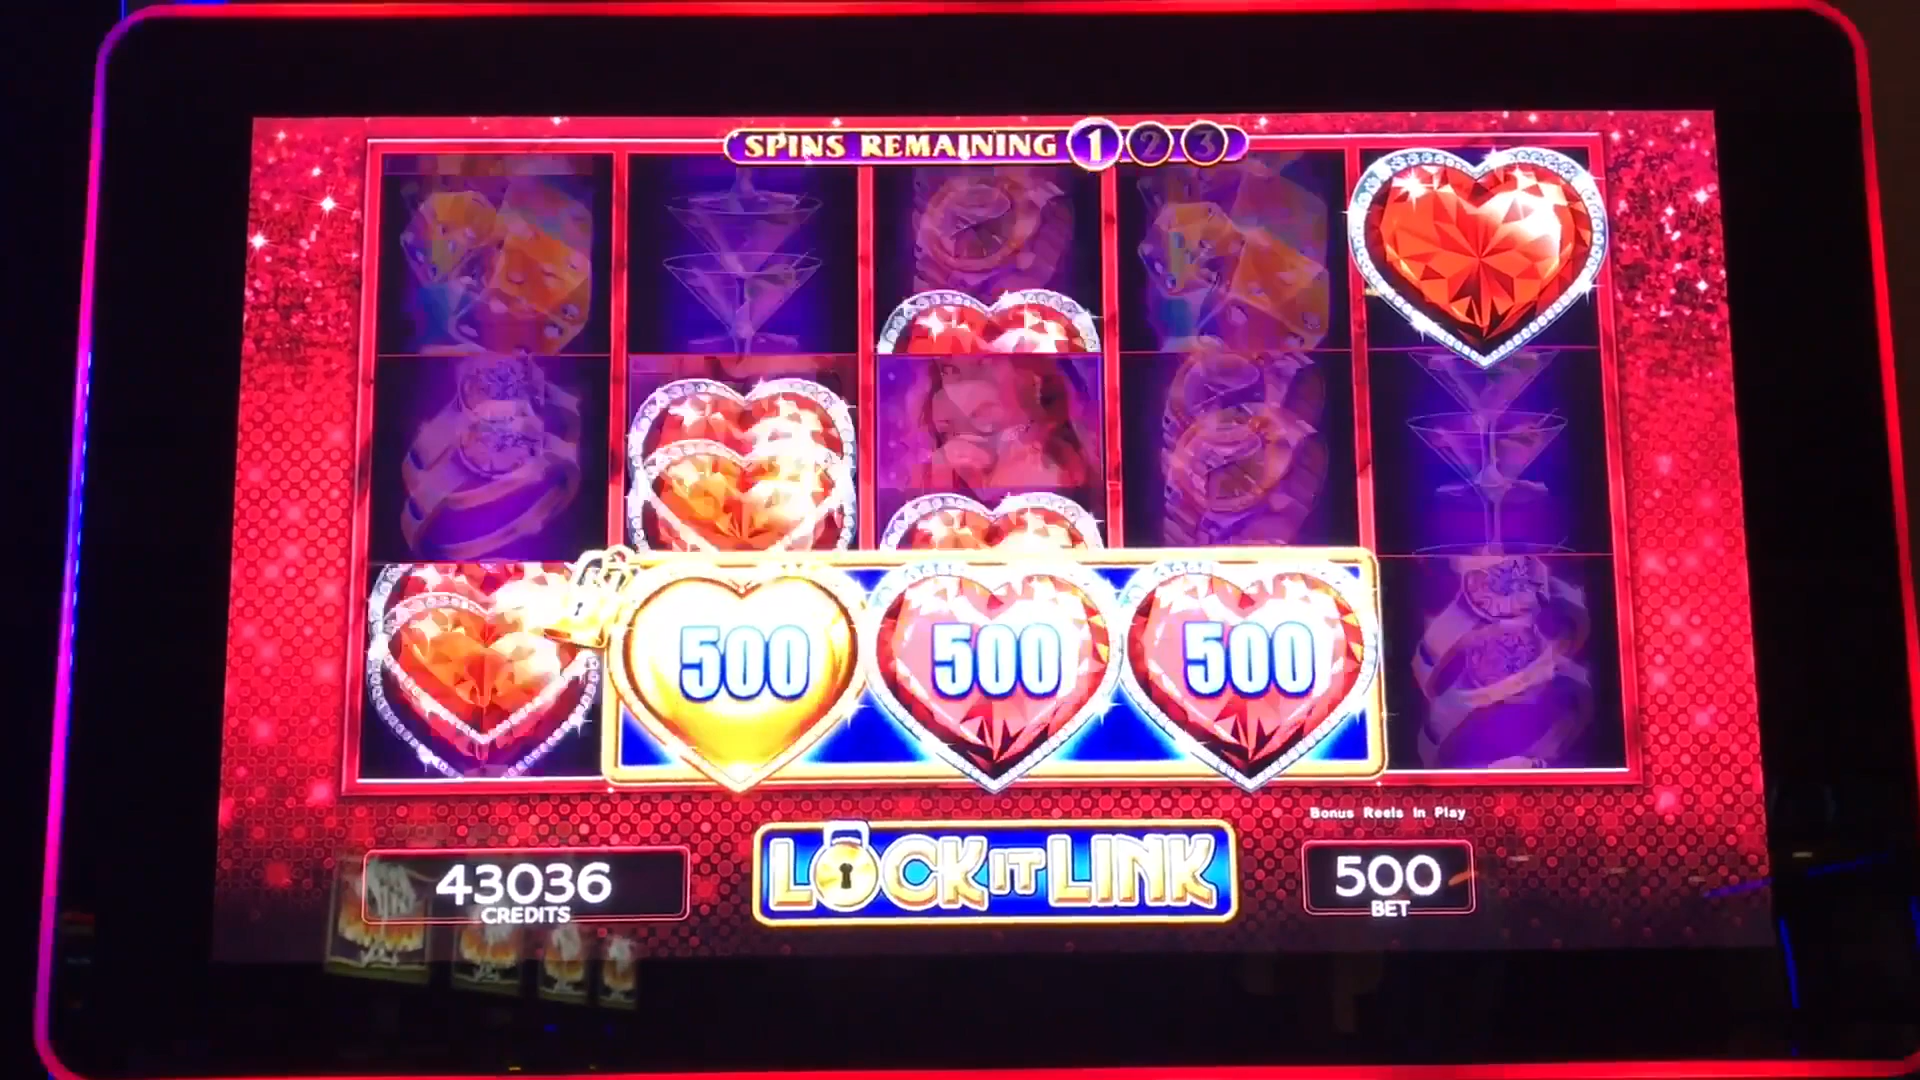 SPINS REMAINING 1 2 3
500 500 500
Bonus Reels In Play
43036
CREDITS
LOCK IT LINK
500
BET